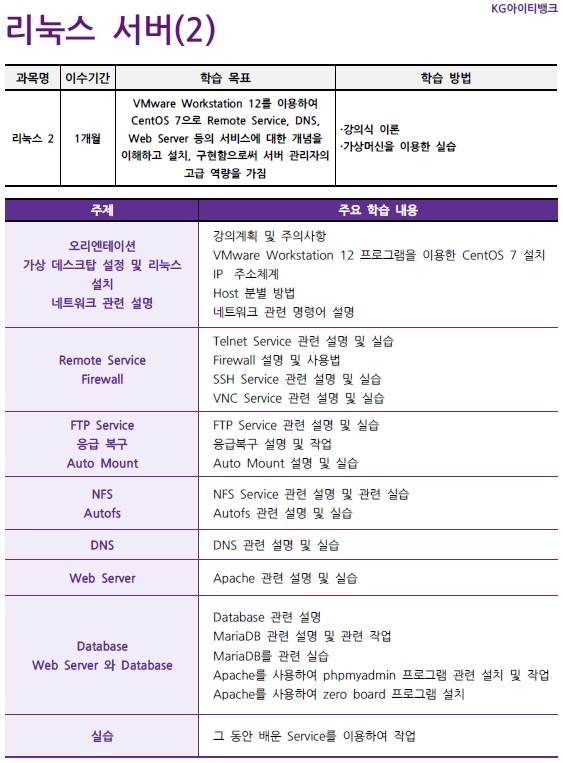 KG아이티뱅크
리눅스 서버(2)
과목명 이수기간 학습 목표 학습 방법
리눅스 2
1개월
VMware Workstation 12를 이용하여
CentOS 7으로 Remote Service, DNS,
Web Server 등의 서비스에 대한 개념을
이해하고 설치, 구현함으로써 서버 관리자의
고급 역량을 가짐
·강의식 이론
·가상머신을 이용한 실습
주제 주요 학습 내용
오리엔테이션
가상 데스크탑 설정 및 리눅스
설치
네트워크 관련 설명
강의계획 및 주의사항
VMware Workstation 12 프로그램을 이용한 CentOS 7 설치
IP 주소체계
Host 분별 방법
네트워크 관련 명령어 설명
Remote Service
Firewall
Telnet Service 관련 설명 및 실습
Firewall 설명 및 사용법
SSH Service 관련 설명 및 실습
VNC Service 관련 설명 및 실습
FTP Service
응급 복구
Auto Mount
FTP Service 관련 설명 및 실습
응급복구 설명 및 작업
Auto Mount 설명 및 실습
NFS
Autofs
NFS Service 관련 설명 및 관련 실습
Autofs 관련 설명 및 실습
DNS
DNS 관련 설명 및 실습
Web Server
Apache 관련 설명 및 실습
Database
Web Server 와 Database
Database 관련 설명
MariaDB 관련 설명 및 관련 작업
MariaDB를 관련 실습
Apache를 사용하여 phpmyadmin 프로그램 관련 설치 및 작업
Apache를 사용하여 zero board 프로그램 설치
실습
그 동안 배운 Service를 이용하여 작업